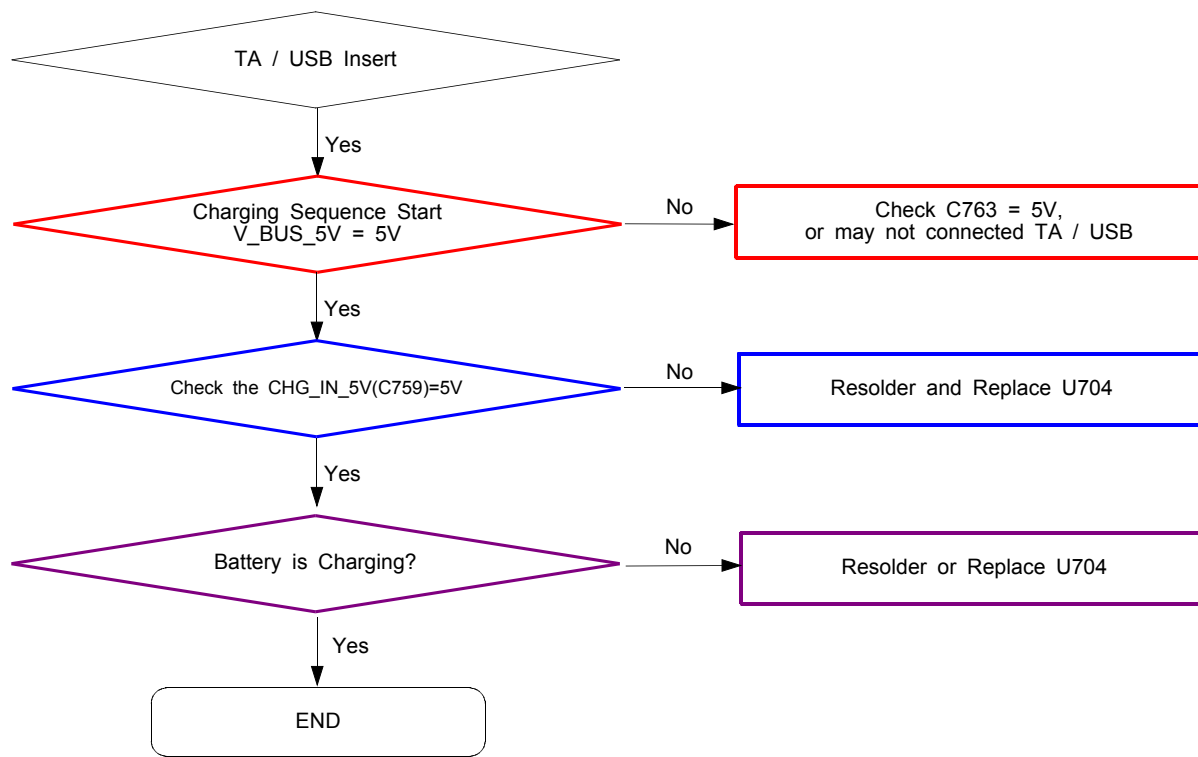 TA / USB Insert
Yes
Charging Sequence Start
V_BUS_5V = 5V
No
Check C763 = 5V,
or may not connected TA / USB
Yes
Check the CHG_IN_5V(C759)=5V
No
Resolder and Replace U704
Yes
Battery is Charging?
No
Resolder or Replace U704
Yes
END